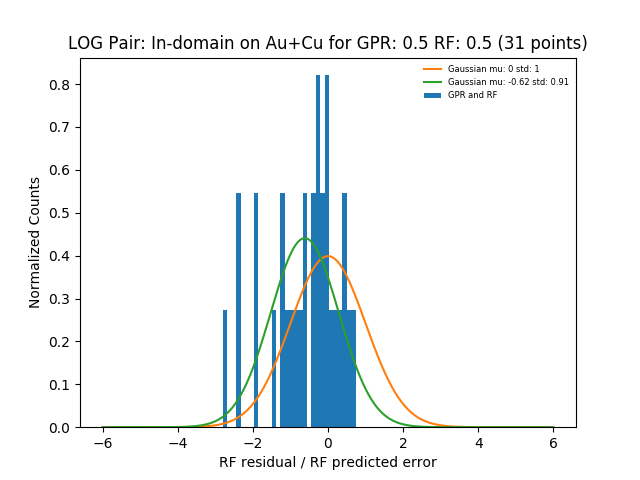 LOG Pair: In-domain on Au+Cu for GPR: 0.5 RF: 0.5 (31 points)
Gaussian mu: 0 std: 1
Gaussian mu: -0.62 std: 0.91
GPR and RF
Normalized Counts
0.8
0.7
0.6
0.5
0.4
0.3
0.2
0.1
0.0
−6 −4 −2 0 2 4 6
RF residual / RF predicted error